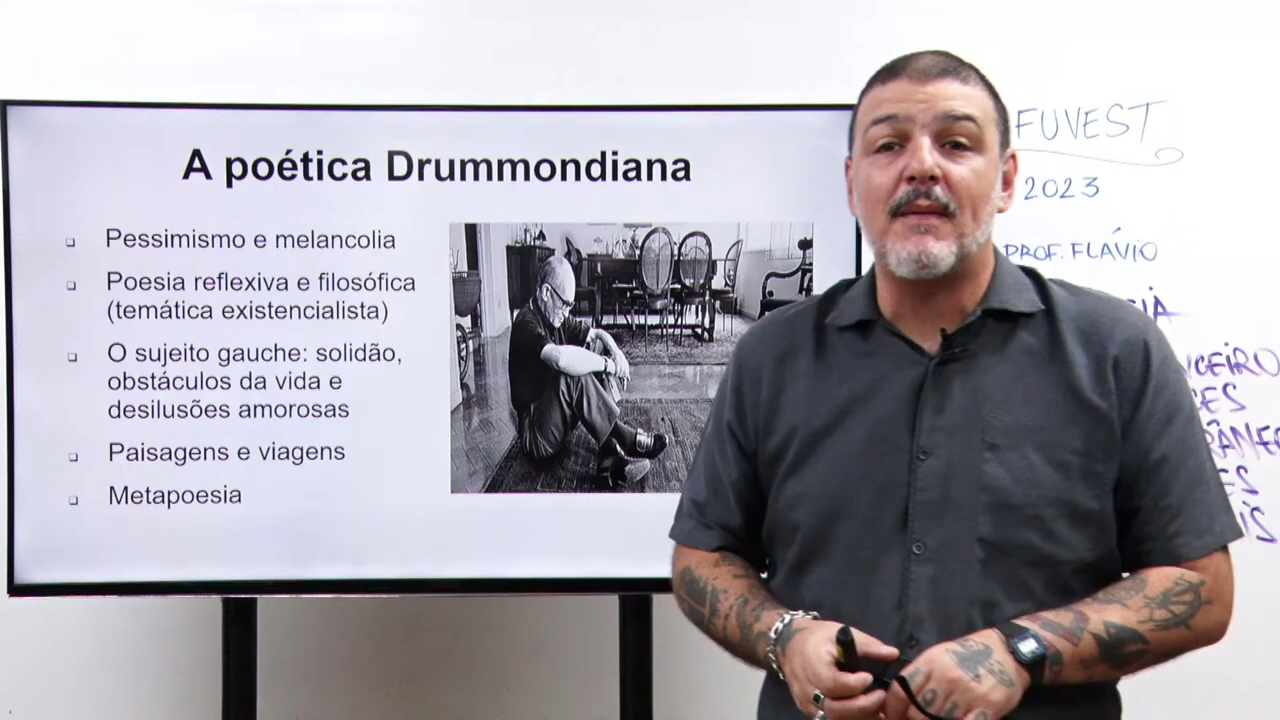 A poética Drummondiana
Pessimismo e melancolia
Poesia reflexiva e filosófica
(temática existencialista)
O sujeito gauche: solidão,
obstáculos da vida e
desilusões amorosas
Paisagens e viagens
Metapoesia
FUVEST
2023
PROF. FLÁVIO